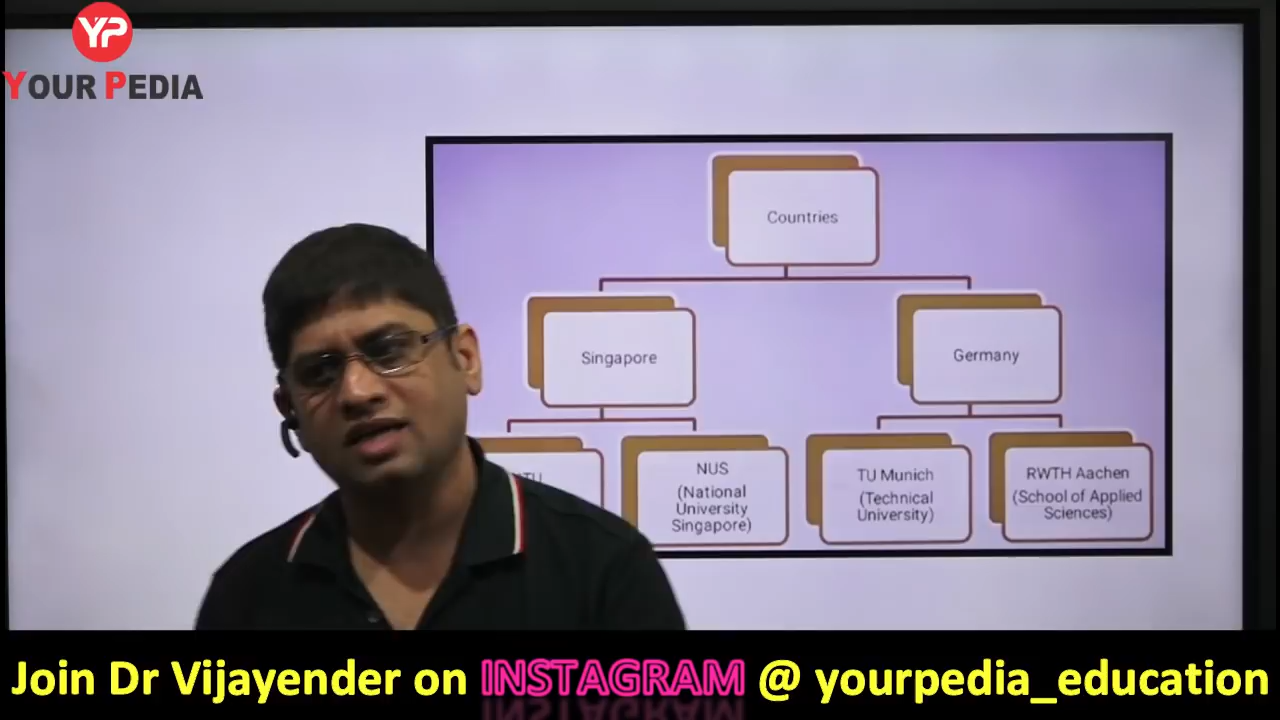 YP
YOUR PEDIA
Countries
Singapore
Germany
NUS
(National
University
Singapore)
TU Munich
(Technical
University)
RWTH Aachen
(School of Applied
Sciences)
Join Dr Vijayender on INSTAGRAM @ yourpedia_education